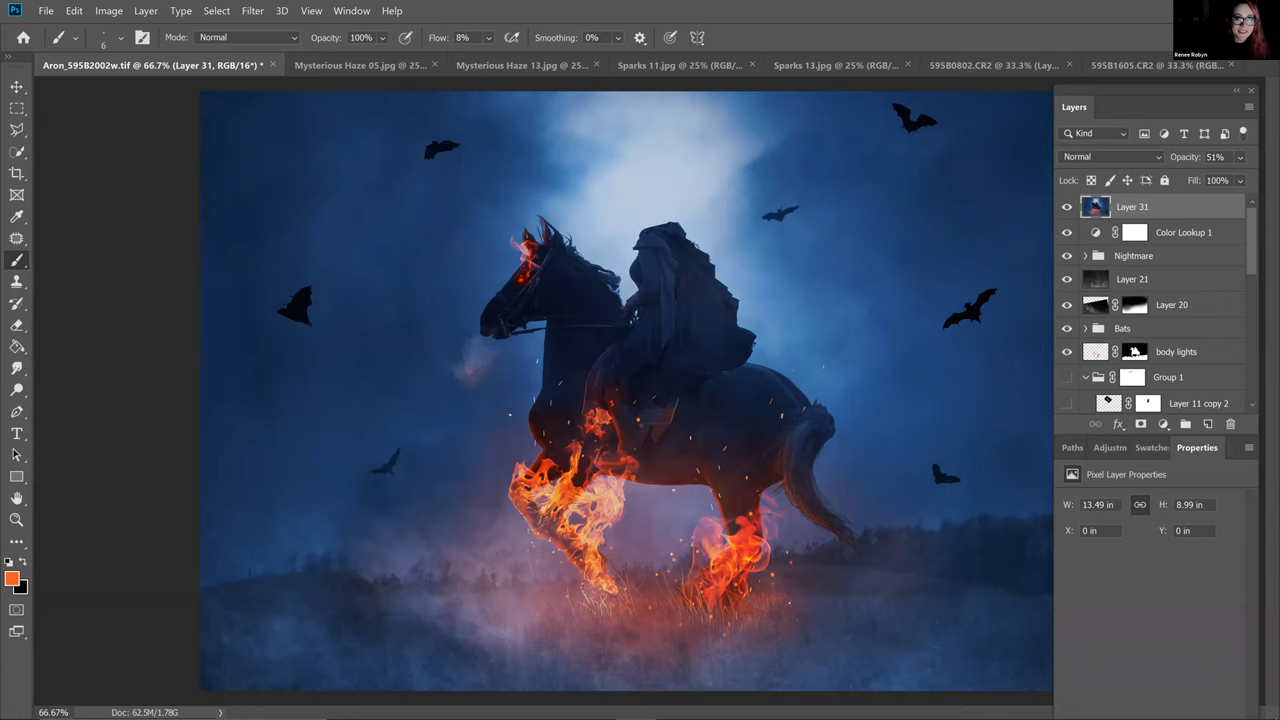 Ps File Edit Image Layer Type Select Filter 3D View Window Help
6 Mode: Normal Opacity: 100% Flow: 8% Smoothing: 0%
Renee Robyn
Aron_595B2002w.tif @ 66.7% (Layer 31, RGB/16*) * × Mysterious Haze 05.jpg @ 25... × Mysterious Haze 13.jpg @ 25... × Sparks 11.jpg @ 25% (RGB/... × Sparks 13.jpg @ 25% (RGB/... × 595B0802.CR2 @ 33.3% (Lay... × 595B1605.CR2 @ 33.3% (RGB... ×
Layers
Kind
Normal Opacity: 51%
Lock: Fill: 100%
Layer 31
Color Lookup 1
Nightmare
Layer 21
Layer 20
Bats
body lights
Group 1
Layer 11 copy 2
fx
Paths Adjustm Swatche Properties
Pixel Layer Properties
W: 13.49 in H: 8.99 in
X: 0 in Y: 0 in
66.67% Doc: 62.5M/1.78G